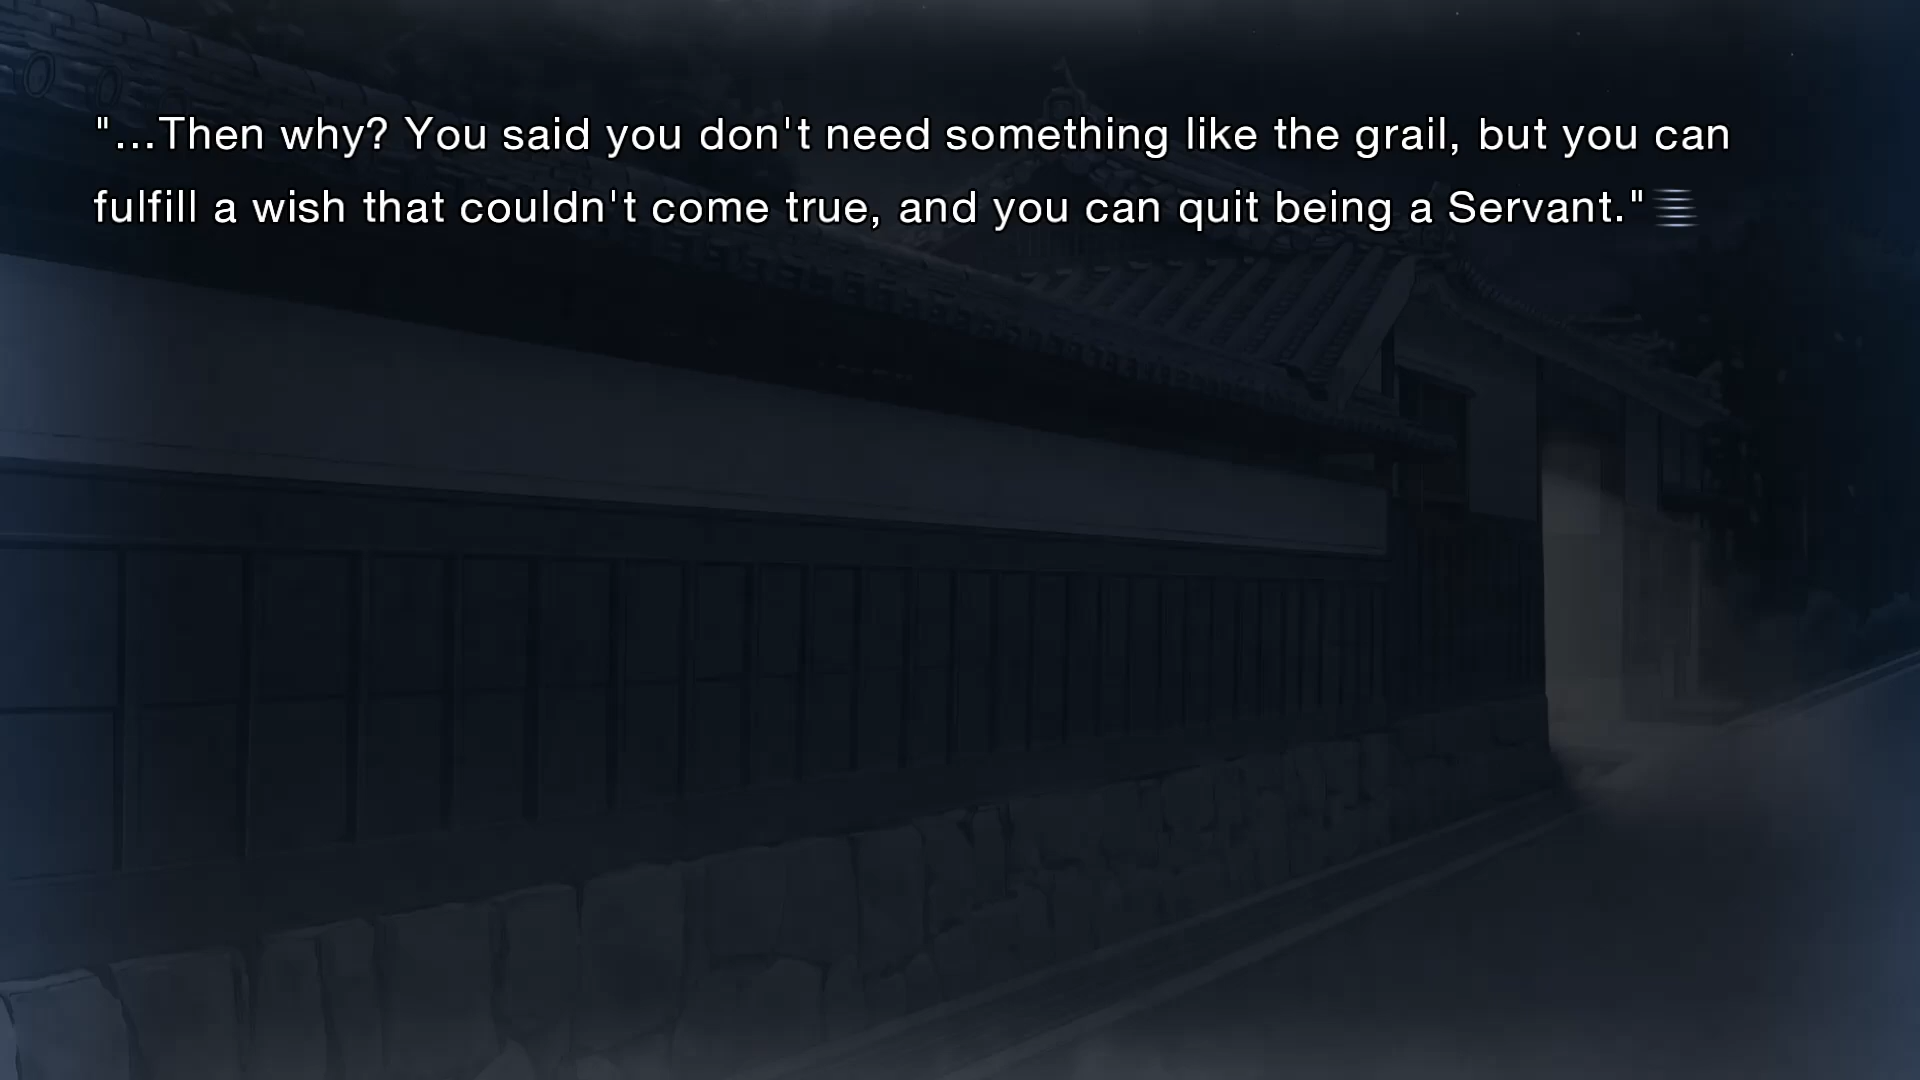 "...Then why? You said you don't need something like the grail, but you can
fulfill a wish that couldn't come true, and you can quit being a Servant."